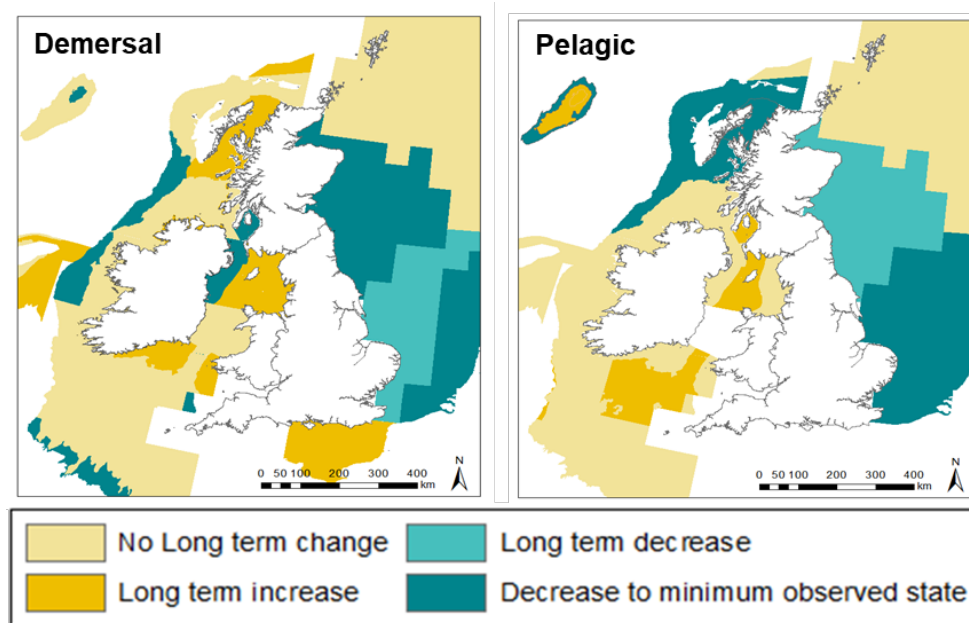 Demersal
Pelagic
N
0 50 100 200 300 400
km
N
0 50 100 200 300 400
km
No Long term change
Long term decrease
Long term increase
Decrease to minimum observed state